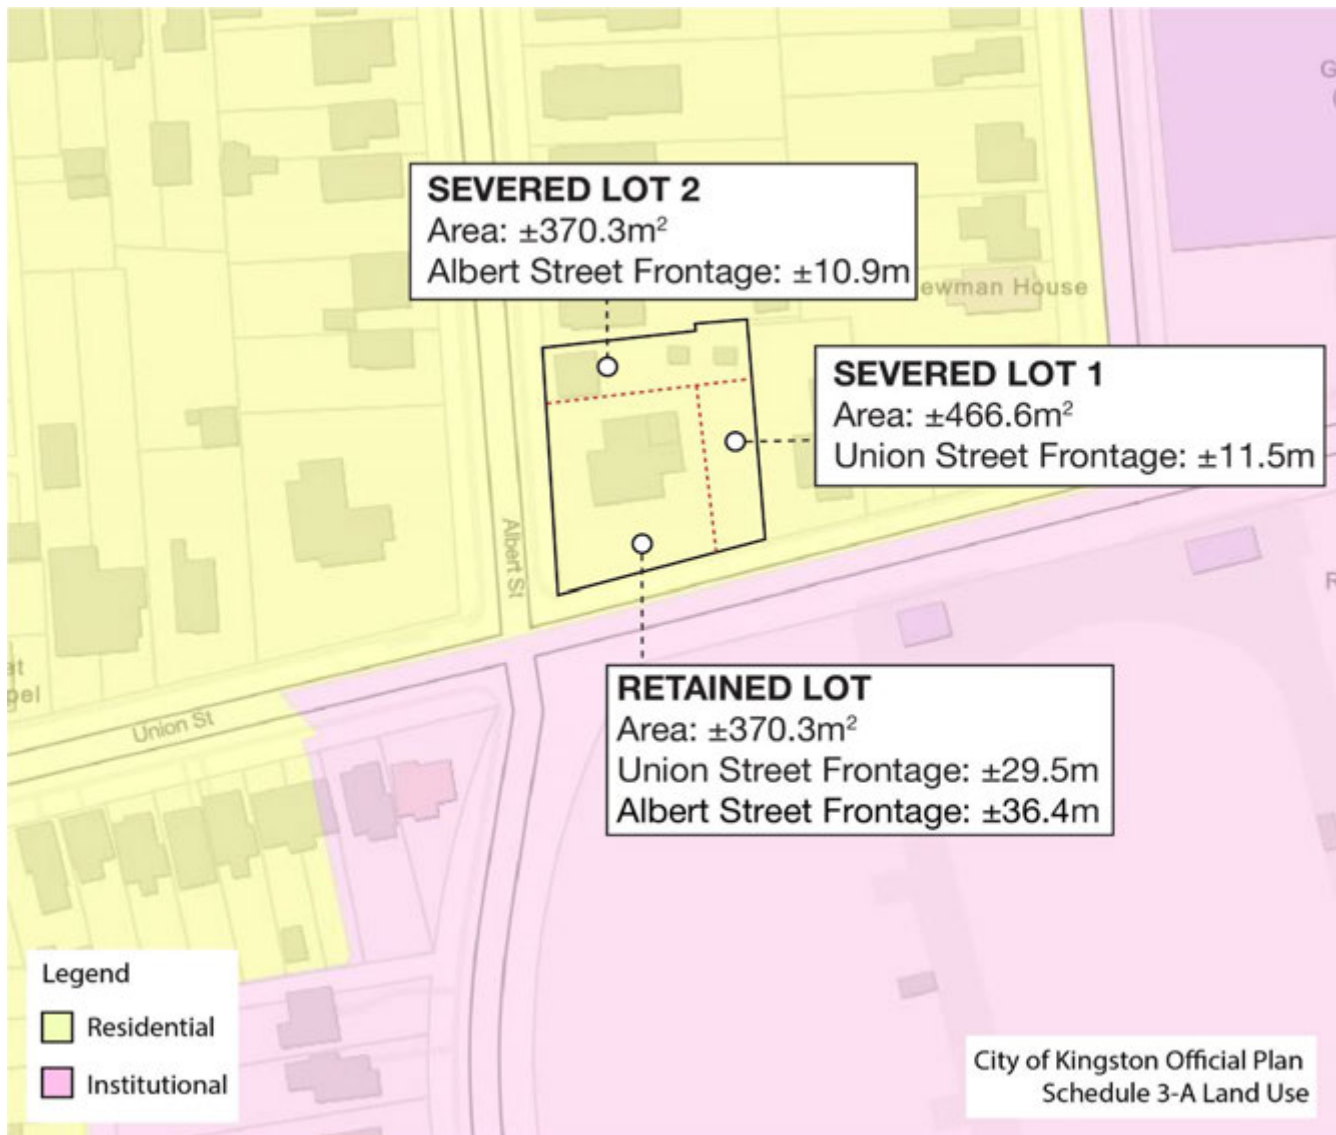 SEVERED LOT 2
Area: ±370.3m²
Albert Street Frontage: ±10.9m
ewman House
SEVERED LOT 1
Area: ±466.6m²
Union Street Frontage: ±11.5m
Albert St
RETAINED LOT
Area: ±370.3m²
Union Street Frontage: ±29.5m
Albert Street Frontage: ±36.4m
Union St
Legend
Residential
Institutional
City of Kingston Official Plan
Schedule 3-A Land Use